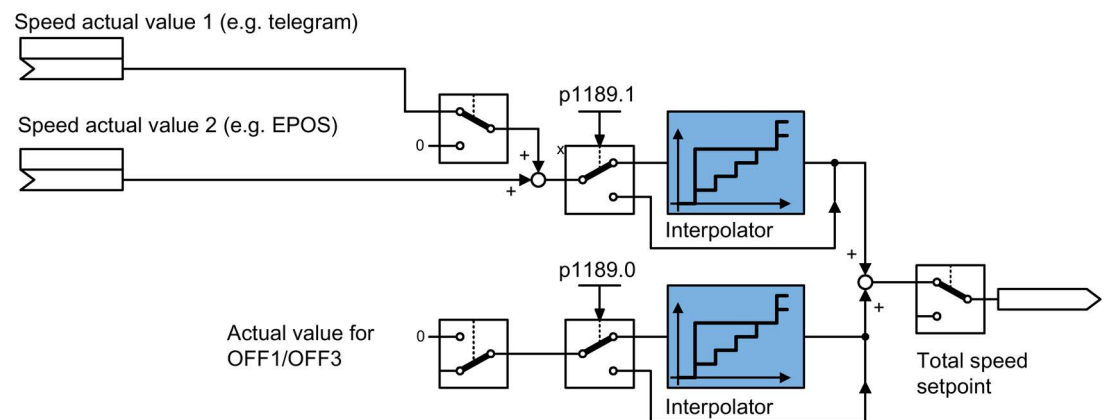 Speed actual value 1 (e.g. telegram)
p1189.1
Speed actual value 2 (e.g. EPOS)
0
+
x
+
Interpolator
+
p1189.0
+
Actual value for
OFF1/OFF3
0
Total speed
setpoint
Interpolator